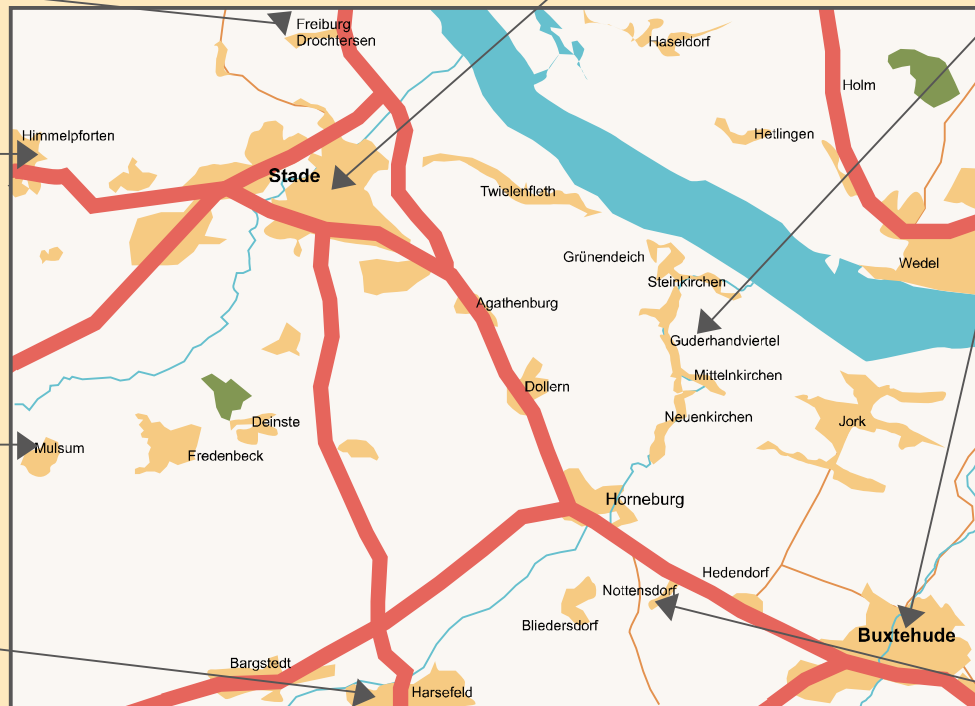 Freiburg
Drochtersen
Haseldorf
Holm
Himmelpforten
Hetlingen
Stade
Twielenfleth
Grünendeich
Wedel
Steinkirchen
Agathenburg
Guderhandviertel
Mittelnkirchen
Dollern
Neuenkirchen
Deinste
Jork
Mulsum
Fredenbeck
Horneburg
Hedendorf
Nottensdorf
Bliedersdorf
Buxtehude
Bargstedt
Harsefeld